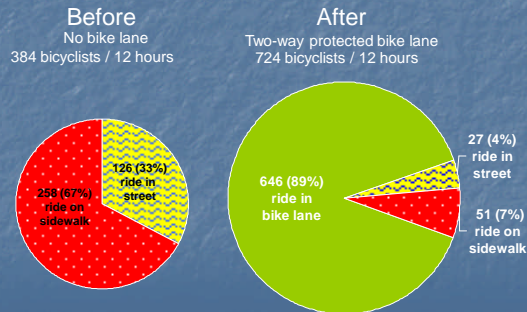 Before
No bike lane
384 bicyclists / 12 hours
126 (33%)
ride in
street
258 (67%)
ride on
sidewalk
After
Two-way protected bike lane
724 bicyclists / 12 hours
646 (89%)
ride in
bike lane
27 (4%)
ride in
street
51 (7%)
ride on
sidewalk